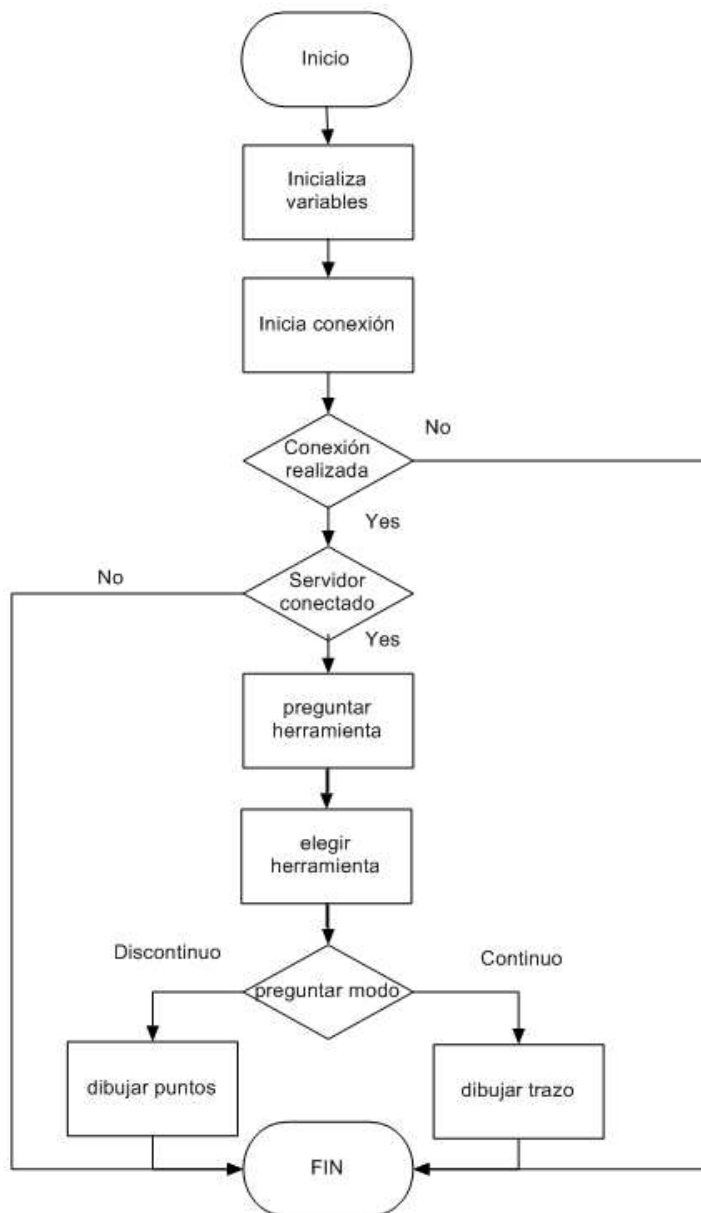 Inicio
Inicializa
variables
Inicia conexión
Conexión
realizada
No
Yes
No
Servidor
conectado
Yes
preguntar
herramienta
elegir
herramienta
Discontinuo
Continuo
preguntar modo
dibujar puntos
dibujar trazo
FIN